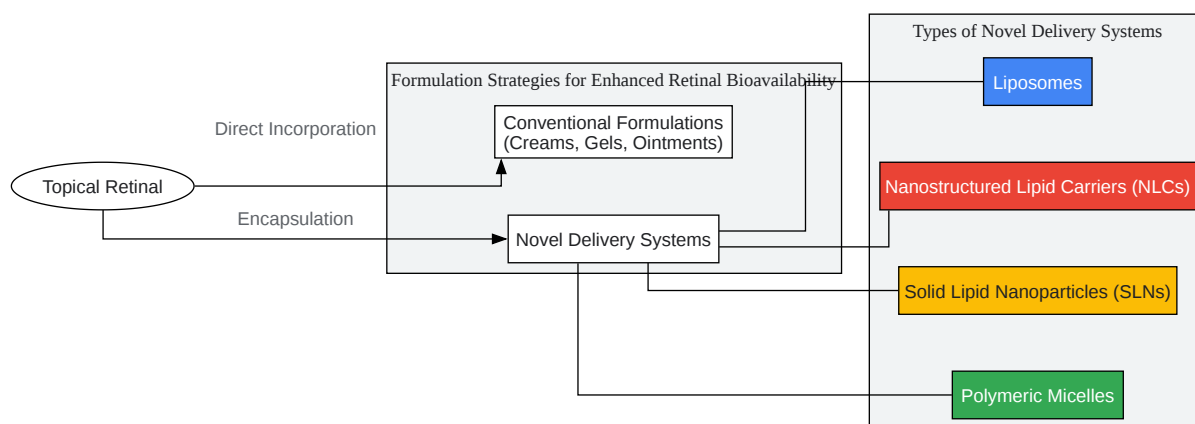 Types of Novel Delivery Systems
Liposomes
Formulation Strategies for Enhanced Retinal Bioavailability
Direct Incorporation
Conventional Formulations
(Creams, Gels, Ointments)
Topical Retinal
Nanostructured Lipid Carriers (NLCs)
Encapsulation
Novel Delivery Systems
Solid Lipid Nanoparticles (SLNs)
Polymeric Micelles